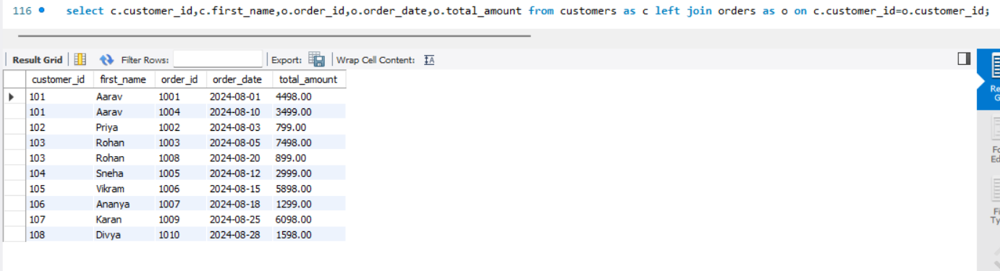 116 select c.customer_id,c.first_name,o.order_id,o.order_date,o.total_amount from customers as c left join orders as o on c.customer_id=o.customer_id;
Result Grid Filter Rows: Export: Wrap Cell Content: IA
customer_id first_name order_id order_date total_amount
101 Aarav 1001 2024-08-01 4498.00
101 Aarav 1004 2024-08-10 3499.00
102 Priya 1002 2024-08-03 799.00
103 Rohan 1003 2024-08-05 7498.00
103 Rohan 1008 2024-08-20 899.00
104 Sneha 1005 2024-08-12 2999.00
105 Vikram 1006 2024-08-15 5898.00
106 Ananya 1007 2024-08-18 1299.00
107 Karan 1009 2024-08-25 6098.00
108 Divya 1010 2024-08-28 1598.00